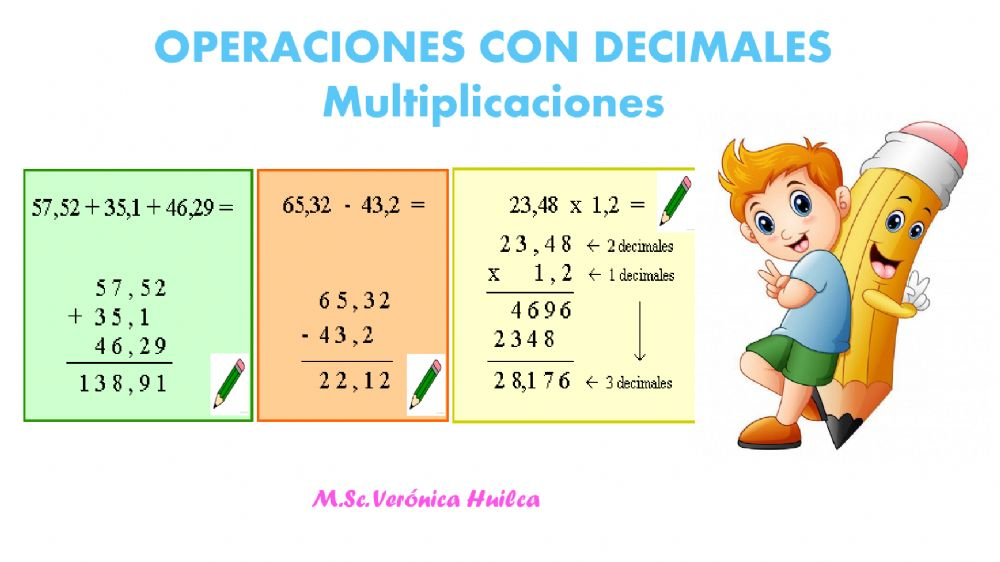 OPERACIONES CON DECIMALES
Multiplicaciones
57,52 + 35,1 + 46,29 =
57,52
+ 35,1
46,29
138,91
65,32 - 43,2 =
65,32
- 43,2
22,12
23,48 x 1,2 =
23,48 ← 2 decimales
x 1,2 ← 1 decimales
4696
2348
28,176 ← 3 decimales
M.Sc. Verónica Huilca